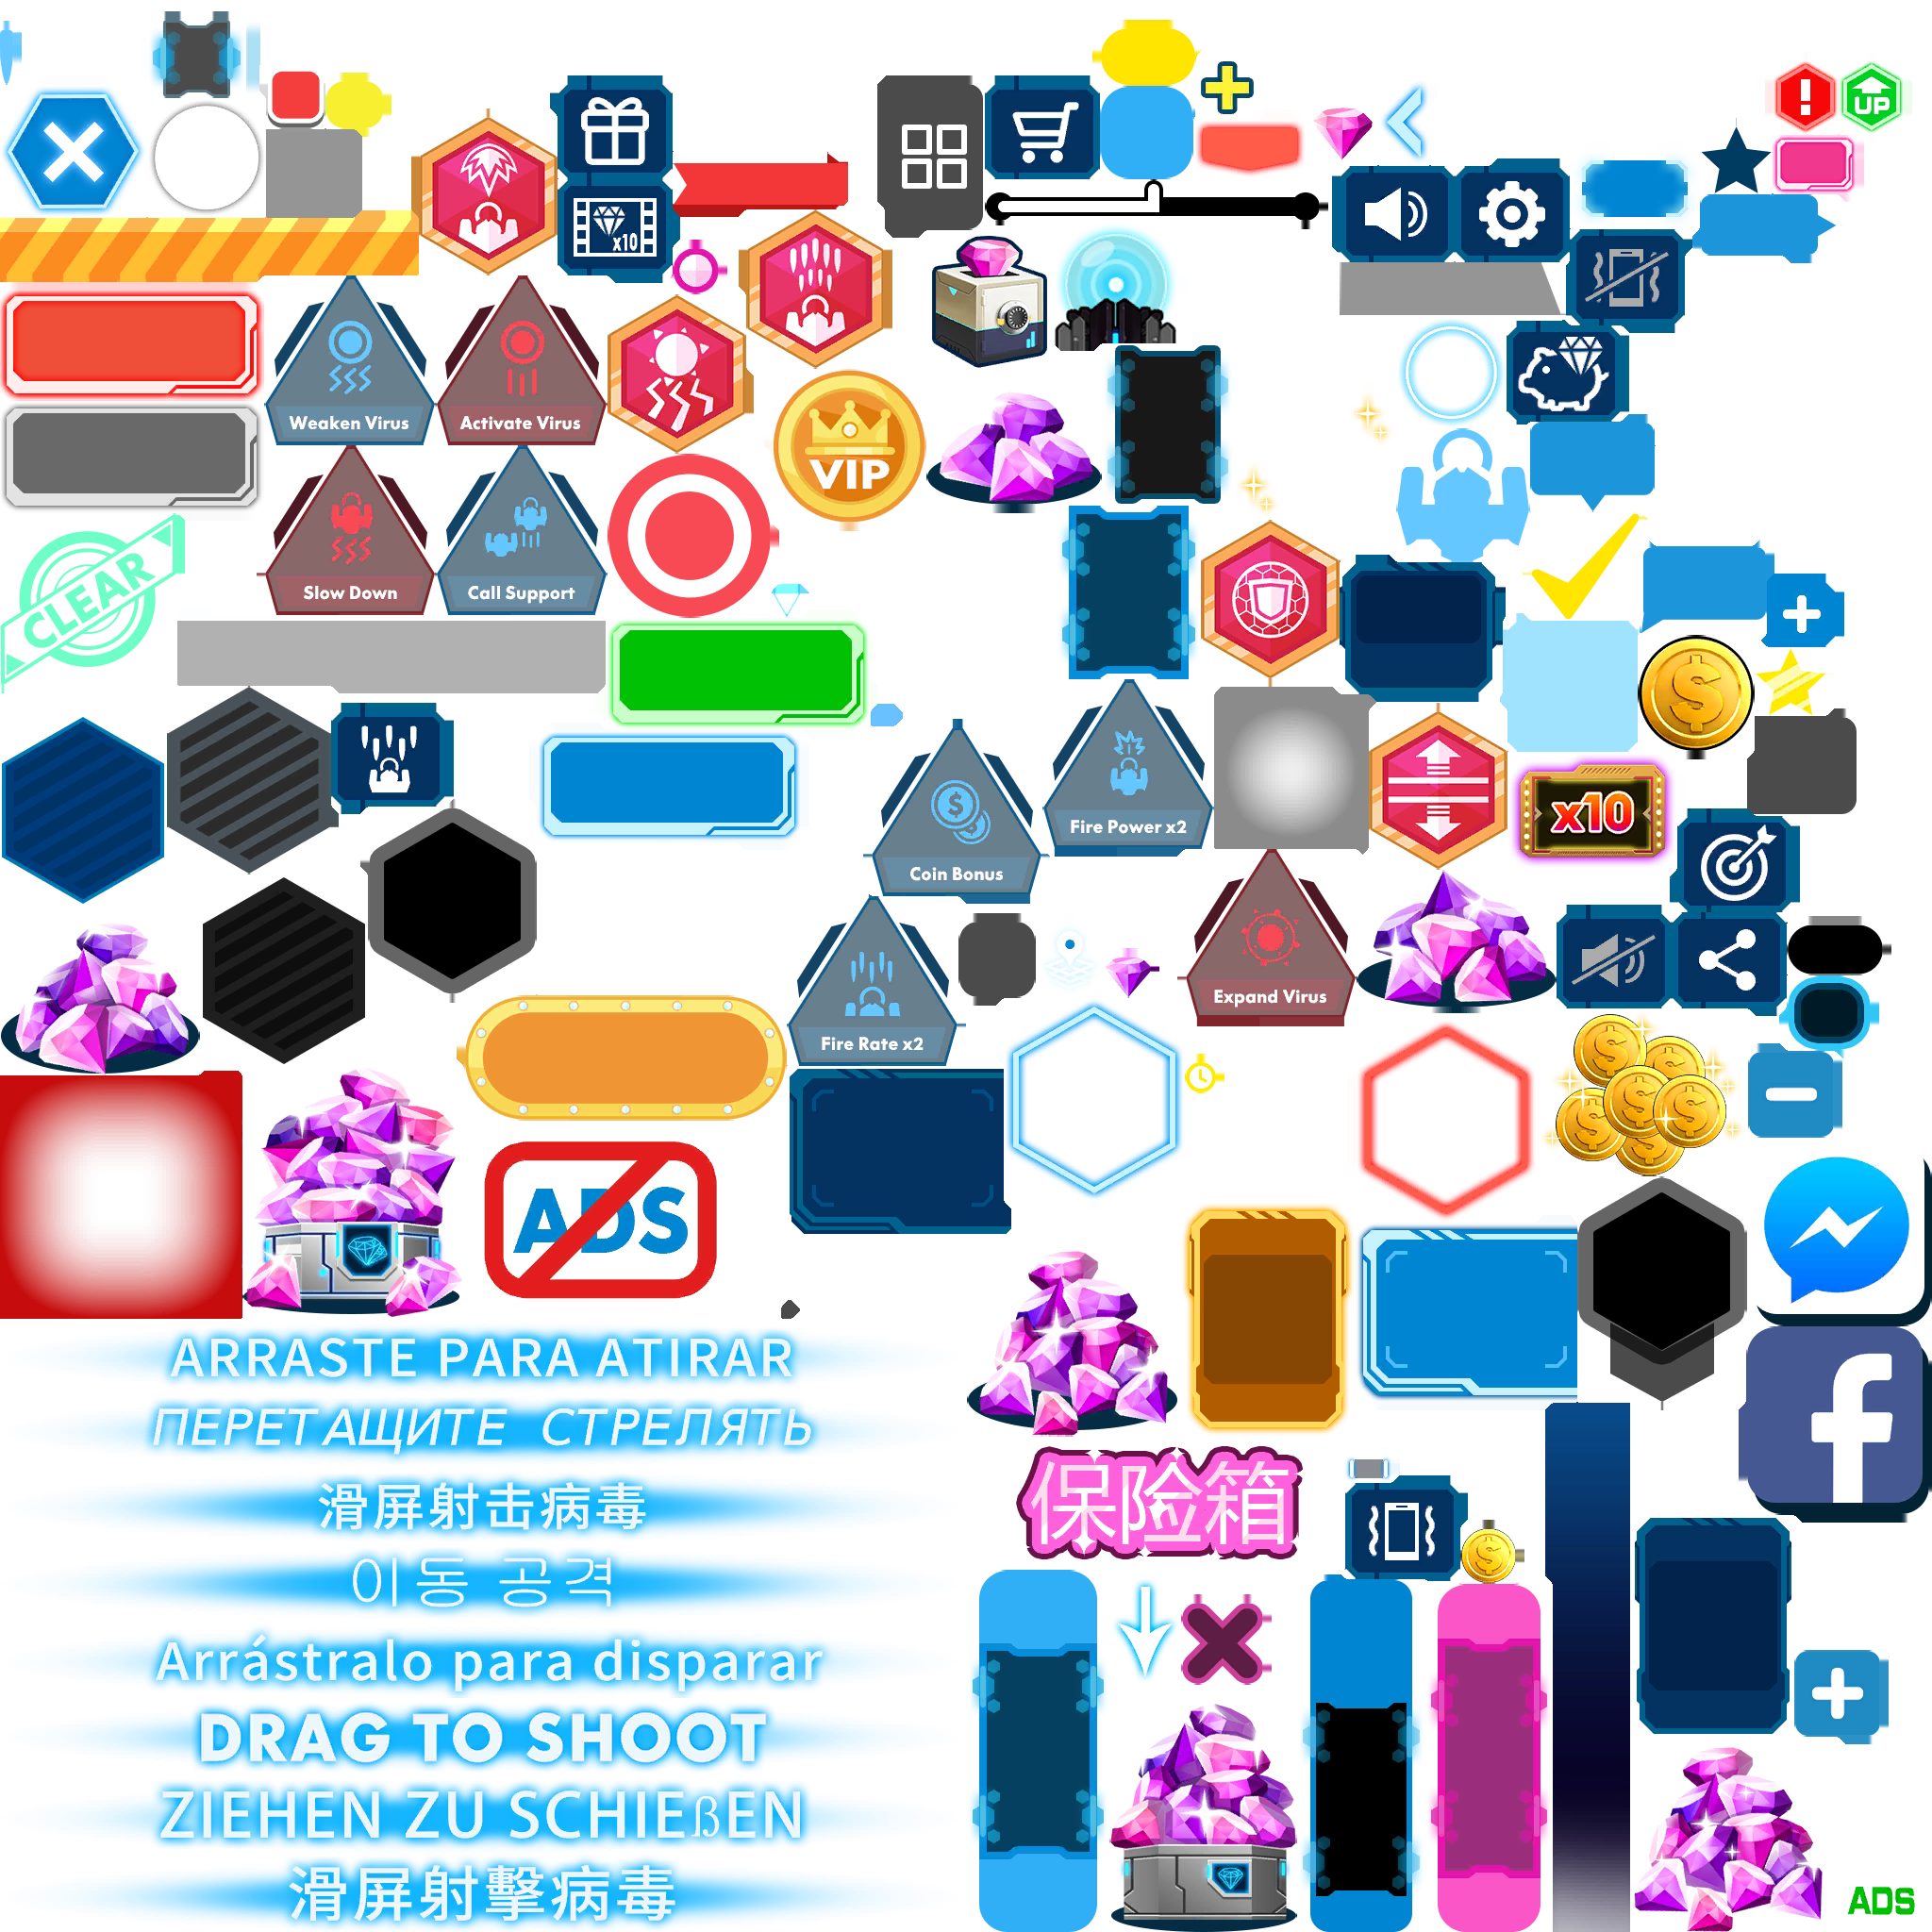 UP
x10
Weaken Virus
Activate Virus
VIP
Slow Down
Call Support
CLEAR
Fire Power x2
x10
Coin Bonus
Expand Virus
Fire Rate x2
ADS
ARRASTE PARA ATIRAR
ПЕРЕТАЩИТЕ СТРЕЛЯТЬ
保险箱
滑屏射击病毒
이동 공격
Arrástralo para disparar
DRAG TO SHOOT
ZIEHEN ZU SCHIEßEN
滑屏射擊病毒
ADS